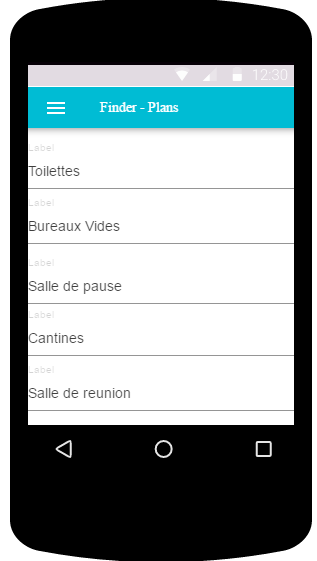 12:30
Finder - Plans
Label
Toilettes
Label
Bureaux Vides
Label
Salle de pause
Label
Cantines
Label
Salle de reunion